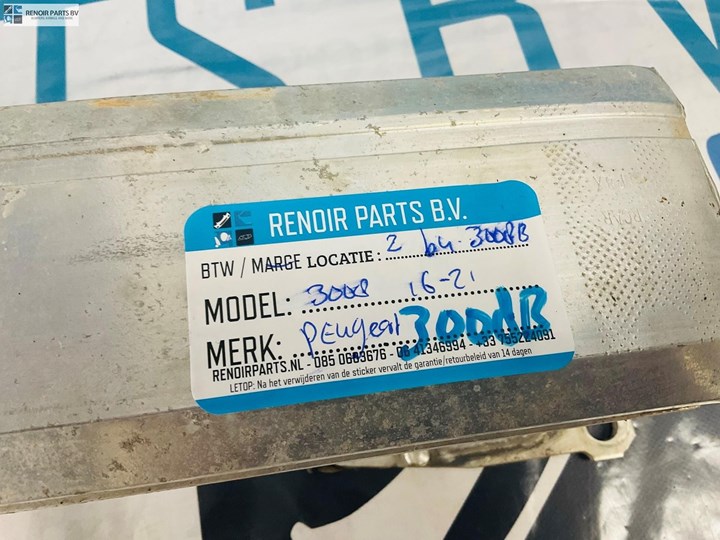 RENOIR PARTS BV
RENOIR PARTS B.V.
BTW / MARGE LOCATIE: 2 bu 3008B
MODEL: 3008 16-21
MERK: PEugeot 3008B
RENOIRPARTS.NL - 085 0683676 - 06 41346994 - +33 755224091
LETOP: Na het verwijderen van de sticker vervalt de garantie/retourbeleid van 14 dagen